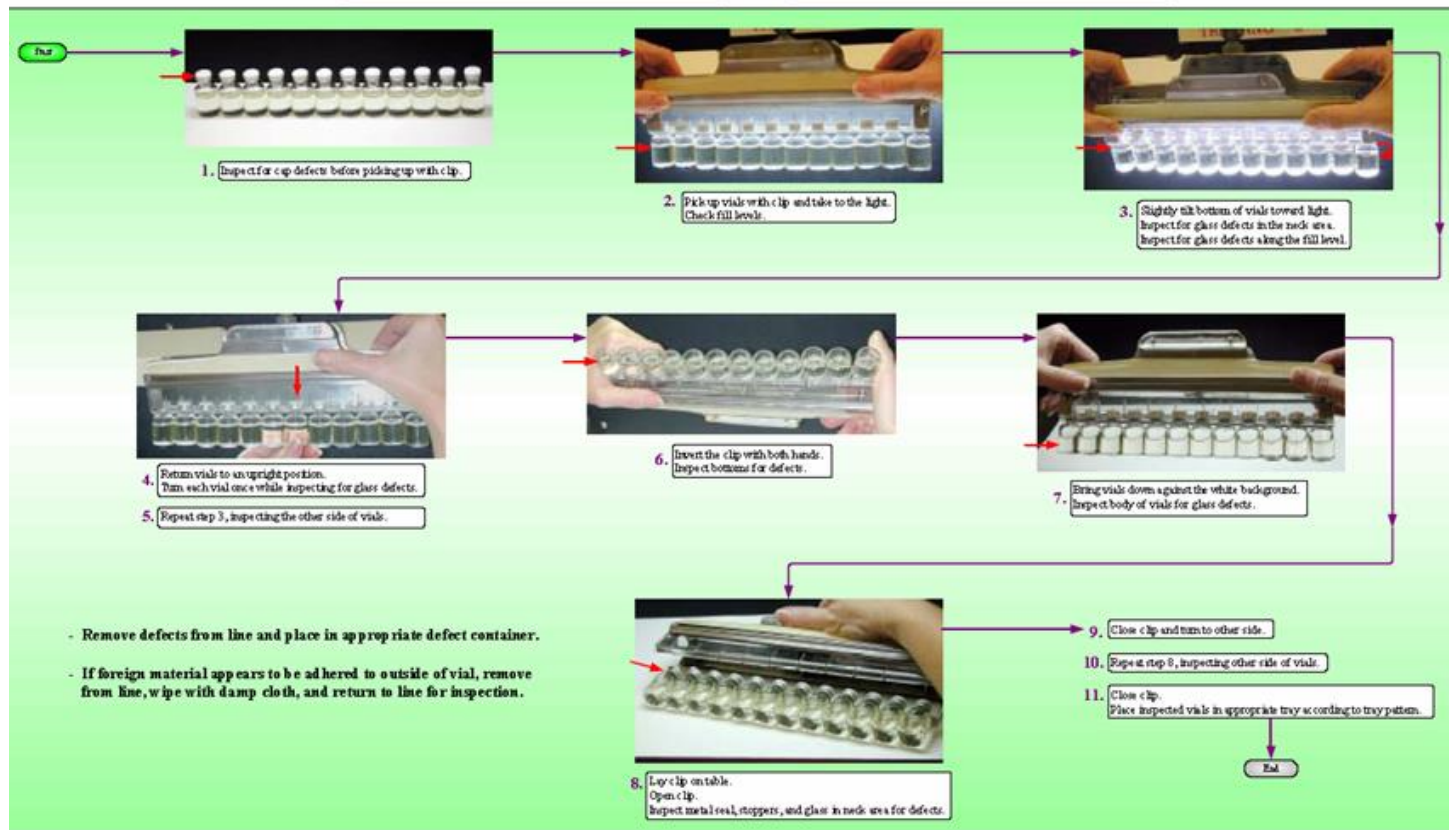 Start
1. Inspect for cap defects before picking up with clip.
2. Pick up vials with clip and take to the light.
Check fill levels.
3. Slightly tilt bottom of vials toward light.
Inspect for glass defects in the neck area.
Inspect for glass defects along the fill level.
4. Return vials to an upright position.
Turn each vial once while inspecting for glass defects.
5. Repeat step 3, inspecting the other side of vials.
6. Invert the clip with both hands.
Inspect bottoms for defects.
7. Bring vials down against the white background.
Inspect body of vials for glass defects.
8. Lay clip on table.
Open clip.
Inspect metal seal, stoppers, and glass in neck area for defects.
9. Close clip and turn to other side.
10. Repeat step 8, inspecting other side of vials.
11. Close clip.
Place inspected vials in appropriate tray according to tray pattern.
End
- Remove defects from line and place in appropriate defect container.
- If foreign material appears to be adhered to outside of vial, remove
from line, wipe with damp cloth, and return to line for inspection.